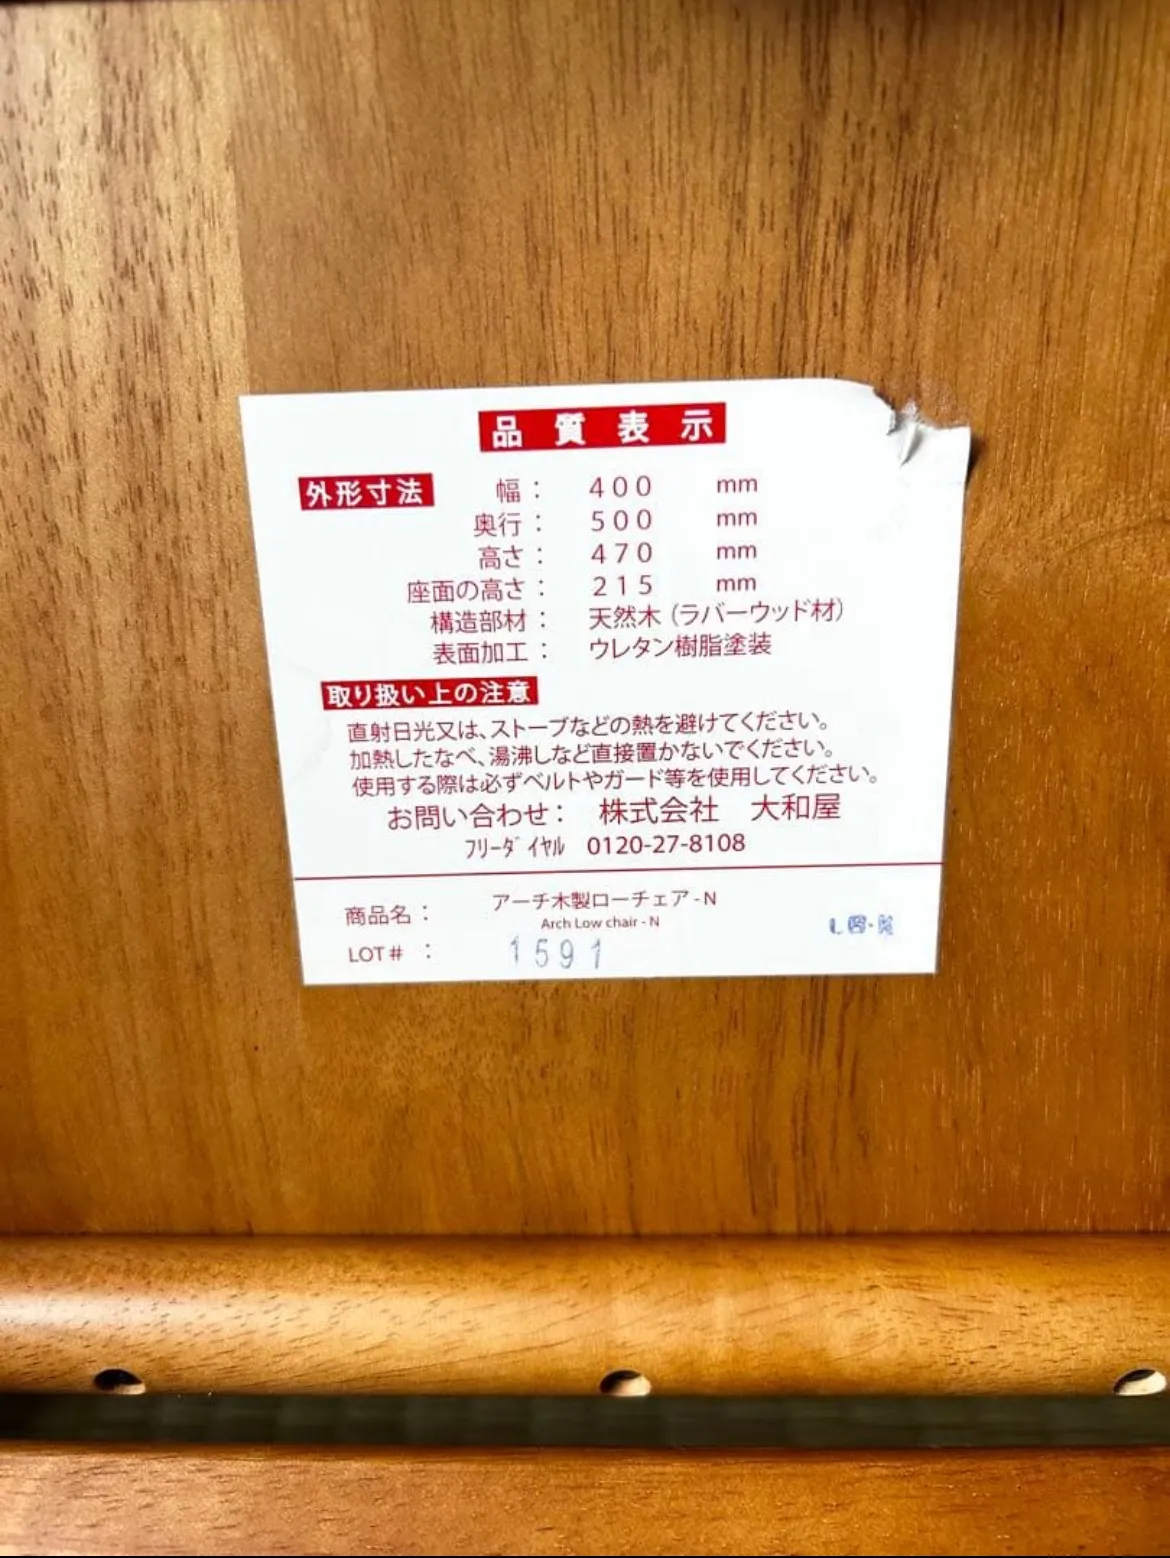 品質表示
外形寸法 幅： 400 mm
奥行： 500 mm
高さ： 470 mm
座面の高さ： 215 mm
構造部材： 天然木（ラバーウッド材）
表面加工： ウレタン樹脂塗装
取り扱い上の注意
直射日光又は、ストーブなどの熱を避けてください。
加熱したなべ、湯沸しなど直接置かないでください。
使用する際は必ずベルトやガード等を使用してください。
お問い合わせ： 株式会社 大和屋
フリーダイヤル 0120-27-8108
商品名： アーチ木製ローチェア-N
Arch Low chair - N
LOT＃ ： 1591